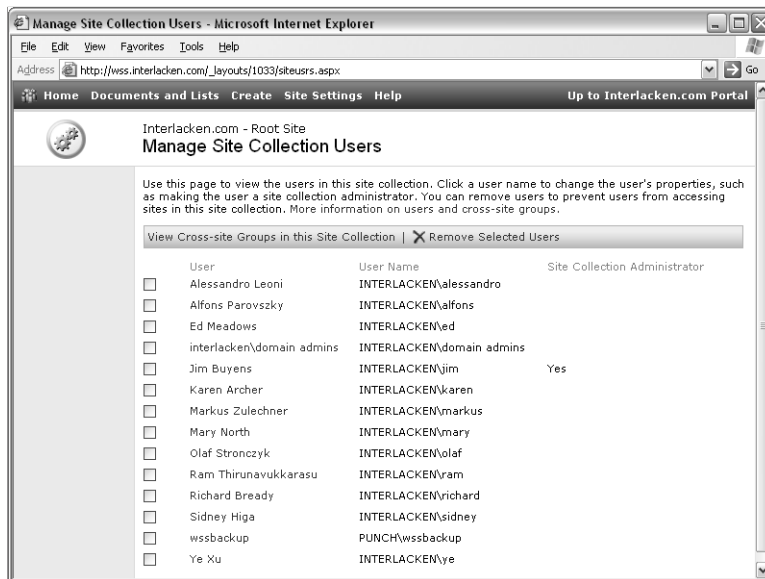 Manage Site Collection Users - Microsoft Internet Explorer
File Edit View Favorites Tools Help
Address http://wss.interlacken.com/_layouts/1033/siteusrs.aspx Go
Home Documents and Lists Create Site Settings Help Up to Interlacken.com Portal
Interlacken.com - Root Site
Manage Site Collection Users
Use this page to view the users in this site collection. Click a user name to change the user's properties, such
as making the user a site collection administrator. You can remove users to prevent users from accessing
sites in this site collection. More information on users and cross-site groups.
View Cross-site Groups in this Site Collection | Remove Selected Users
User User Name Site Collection Administrator
Alessandro Leoni INTERLACKEN\alessandro
Alfons Parovszky INTERLACKEN\alfons
Ed Meadows INTERLACKEN\ed
interlacken\domain admins INTERLACKEN\domain admins
Jim Buyens INTERLACKEN\jim Yes
Karen Archer INTERLACKEN\karen
Markus Zulechner INTERLACKEN\markus
Mary North INTERLACKEN\mary
Olaf Stronczyk INTERLACKEN\olaf
Ram Thirunavukkarasu INTERLACKEN\ram
Richard Bready INTERLACKEN\richard
Sidney Higa INTERLACKEN\sidney
wssbackup PUNCH\wssbackup
Ye Xu INTERLACKEN\ye